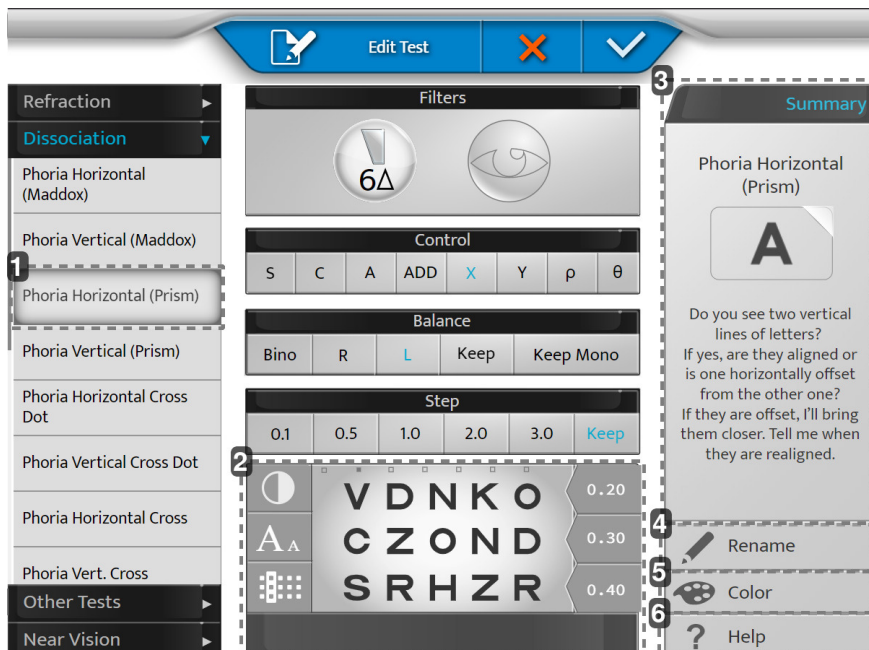 Edit Test
Refraction
Dissociation
Phoria Horizontal
(Maddox)
Phoria Vertical (Maddox)
1
Phoria Horizontal (Prism)
Phoria Vertical (Prism)
Phoria Horizontal Cross
Dot
Phoria Vertical Cross Dot
Phoria Horizontal Cross
Phoria Vert. Cross
Other Tests
Near Vision
Filters
6Δ
Control
S C A ADD X Y ρ θ
Balance
Bino R L Keep Keep Mono
Step
0.1 0.5 1.0 2.0 3.0 Keep
2
A A
V D N K O 0.20
C Z O N D 0.30
S R H Z R 0.40
3
Summary
Phoria Horizontal
(Prism)
A
Do you see two vertical
lines of letters?
If yes, are they aligned or
is one horizontally offset
from the other one?
If they are offset, I'll bring
them closer. Tell me when
they are realigned.
4
Rename
5
Color
6
? Help